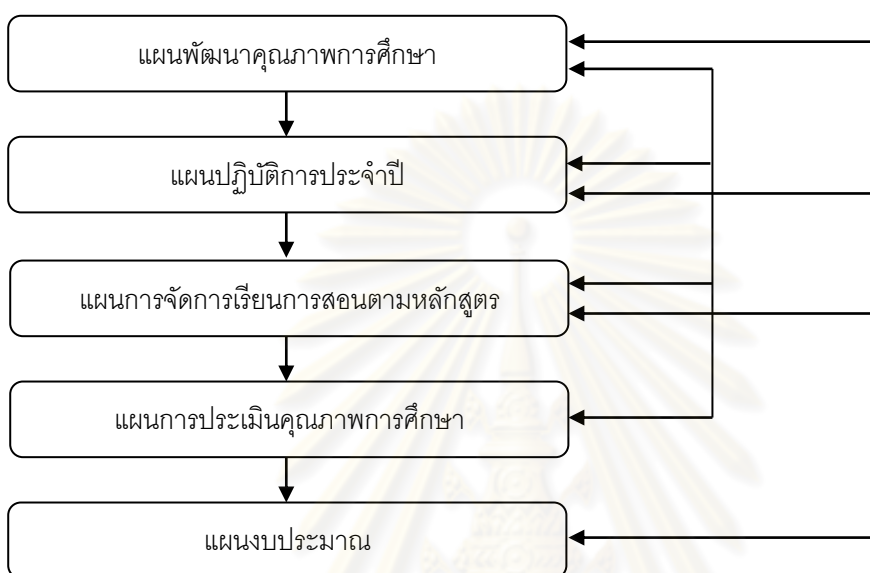 แผนพัฒนาคุณภาพการศึกษา
แผนปฏิบัติการประจำปี
แผนการจัดการเรียนการสอนตามหลักสูตร
แผนการประเมินคุณภาพการศึกษา
แผนงบประมาณ